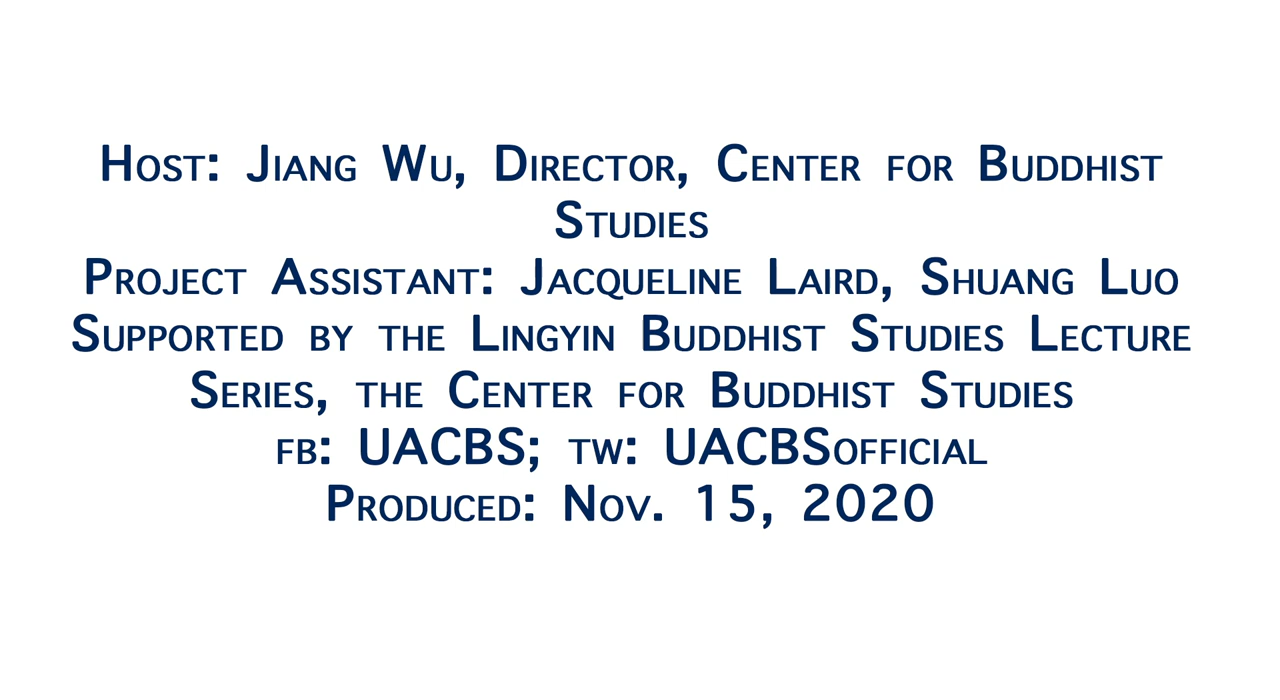 Host: Jiang Wu, Director, Center for Buddhist
Studies
Project Assistant: Jacqueline Laird, Shuang Luo
Supported by the Lingyin Buddhist Studies Lecture
Series, the Center for Buddhist Studies
fb: UACBS; tw: UACBSofficial
Produced: Nov. 15, 2020